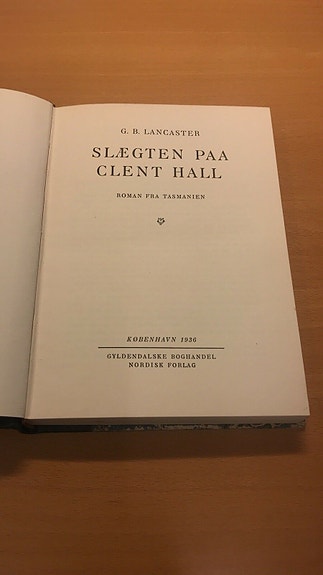 G. B. LANCASTER
SLÆGTEN PAA
CLENT HALL
ROMAN FRA TASMANIEN
KØBENHAVN 1936
GYLDENDALSKE BOGHANDEL
NORDISK FORLAG